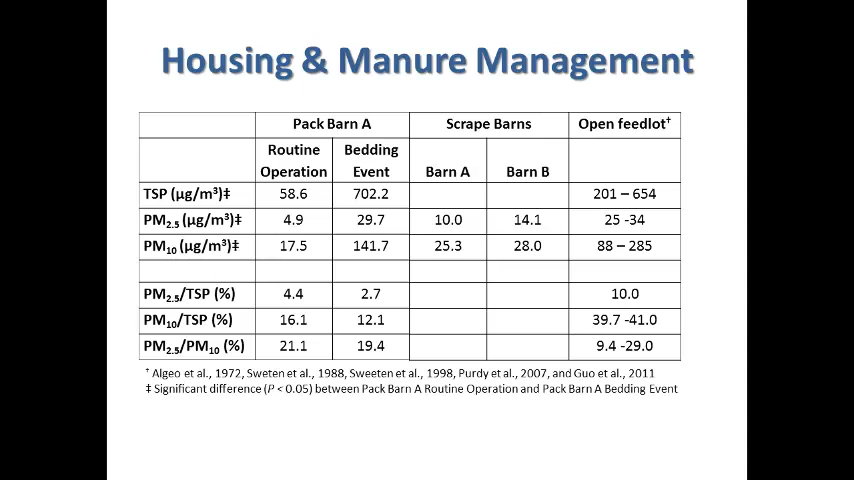 Housing & Manure Management
Pack Barn A Scrape Barns Open feedlot†
Routine Operation Bedding Event Barn A Barn B
TSP (µg/m³)‡ 58.6 702.2 201 – 654
PM2.5 (µg/m³)‡ 4.9 29.7 10.0 14.1 25 -34
PM10 (µg/m³)‡ 17.5 141.7 25.3 28.0 88 – 285
PM2.5/TSP (%) 4.4 2.7 10.0
PM10/TSP (%) 16.1 12.1 39.7 -41.0
PM2.5/PM10 (%) 21.1 19.4 9.4 -29.0
† Algeo et al., 1972, Sweten et al., 1988, Sweeten et al., 1998, Purdy et al., 2007, and Guo et al., 2011
‡ Significant difference (P < 0.05) between Pack Barn A Routine Operation and Pack Barn A Bedding Event